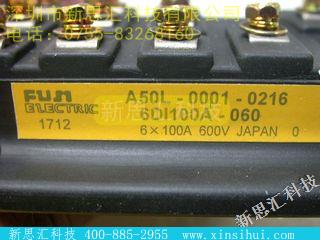 深圳市新思汇科技有限公司
电话：0755-83268160
FUJI ELECTRIC
A50L-0001-0216
6DI100A-060
1712
6×100A 600V JAPAN O
新思汇科技
新思汇科技 400-885-2955 www.xinsihui.com